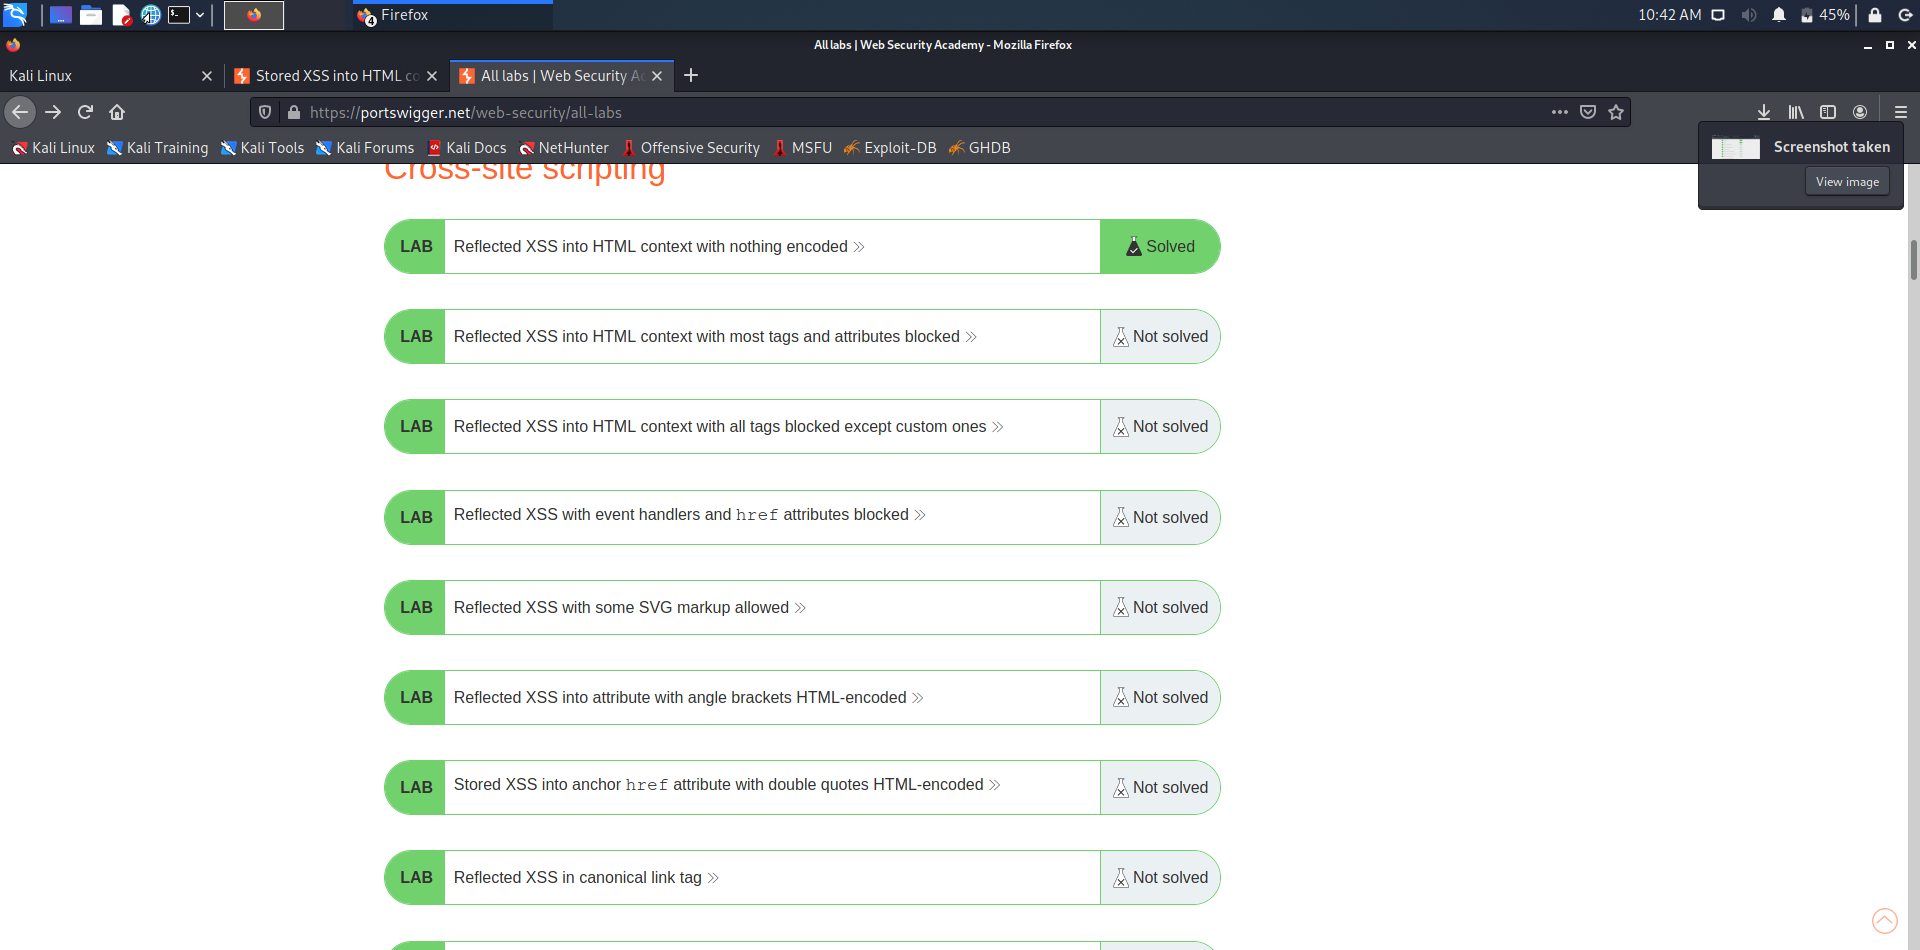 Firefox
10:42 AM
45%
All labs | Web Security Academy - Mozilla Firefox
Kali Linux
Stored XSS into HTML co
All labs | Web Security Ac
https://portswigger.net/web-security/all-labs
Kali Linux Kali Training Kali Tools Kali Forums Kali Docs NetHunter Offensive Security MSFU Exploit-DB GHDB
Screenshot taken
View image
Cross-site scripting
LAB Reflected XSS into HTML context with nothing encoded Solved
LAB Reflected XSS into HTML context with most tags and attributes blocked Not solved
LAB Reflected XSS into HTML context with all tags blocked except custom ones Not solved
LAB Reflected XSS with event handlers and href attributes blocked Not solved
LAB Reflected XSS with some SVG markup allowed Not solved
LAB Reflected XSS into attribute with angle brackets HTML-encoded Not solved
LAB Stored XSS into anchor href attribute with double quotes HTML-encoded Not solved
LAB Reflected XSS in canonical link tag Not solved